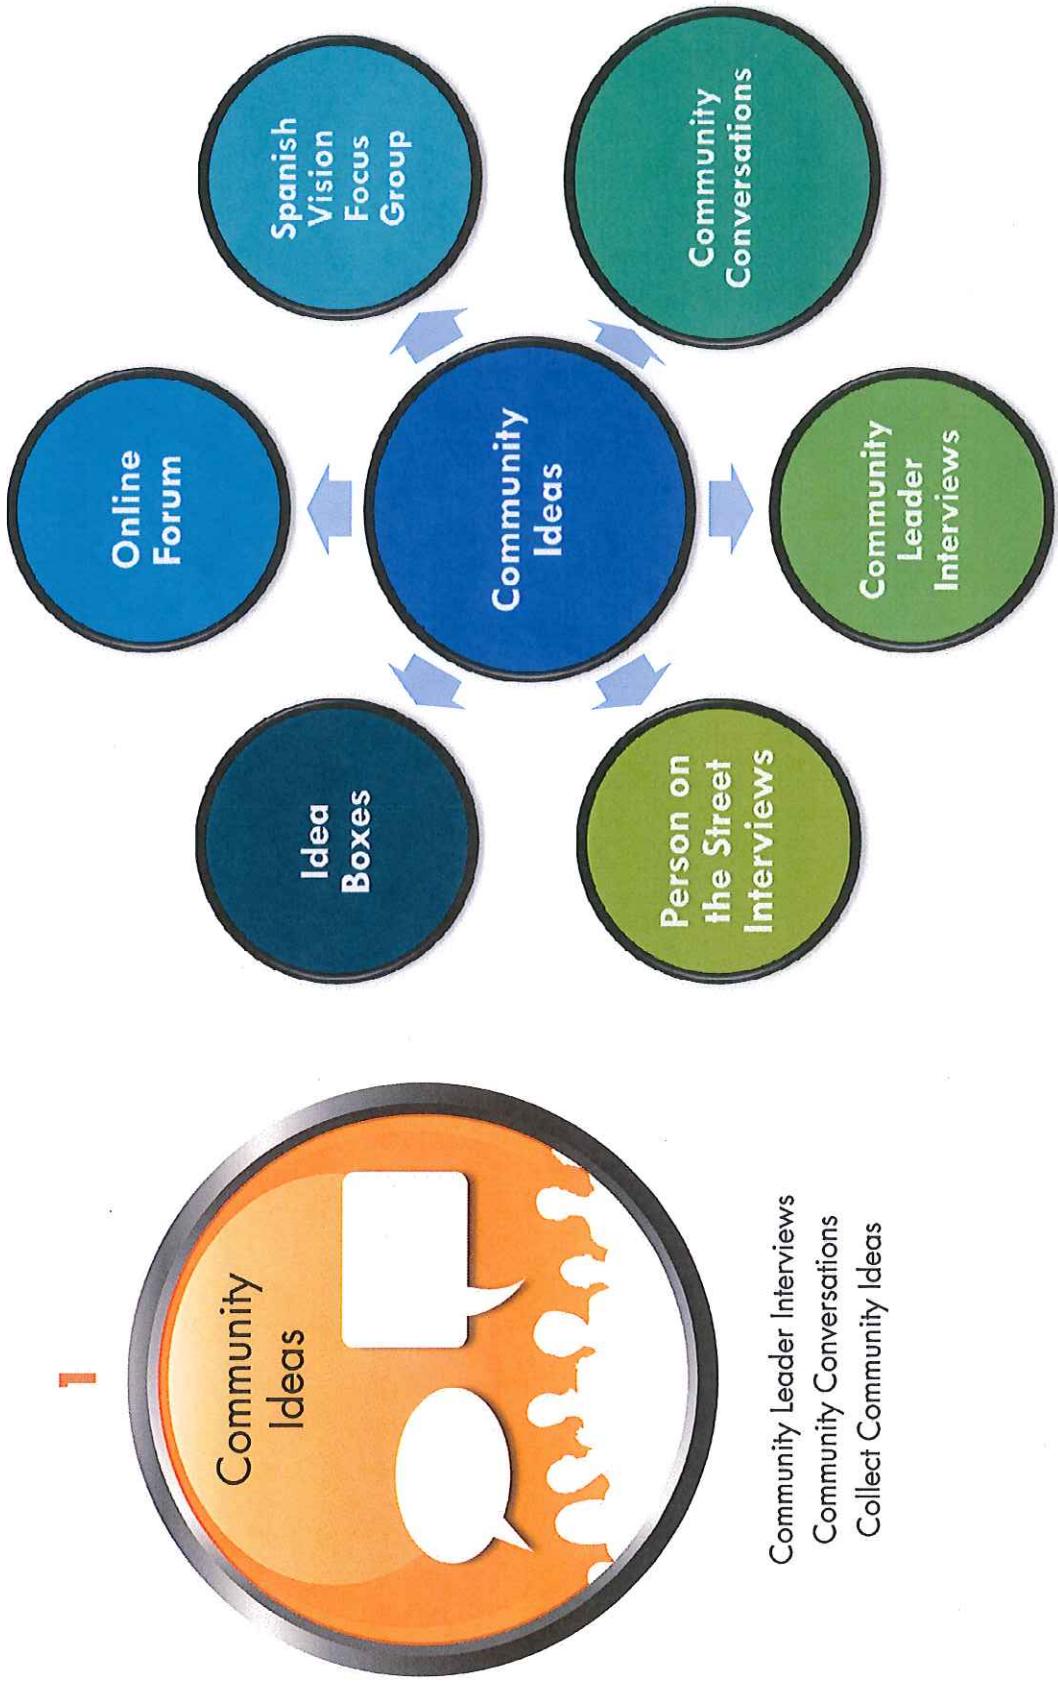 1
Community
Ideas
Community Leader Interviews
Community Conversations
Collect Community Ideas
Online
Forum
Spanish
Vision
Focus
Group
Community
Conversations
Community
Leader
Interviews
Person on
the Street
Interviews
Idea
Boxes
Community
Ideas